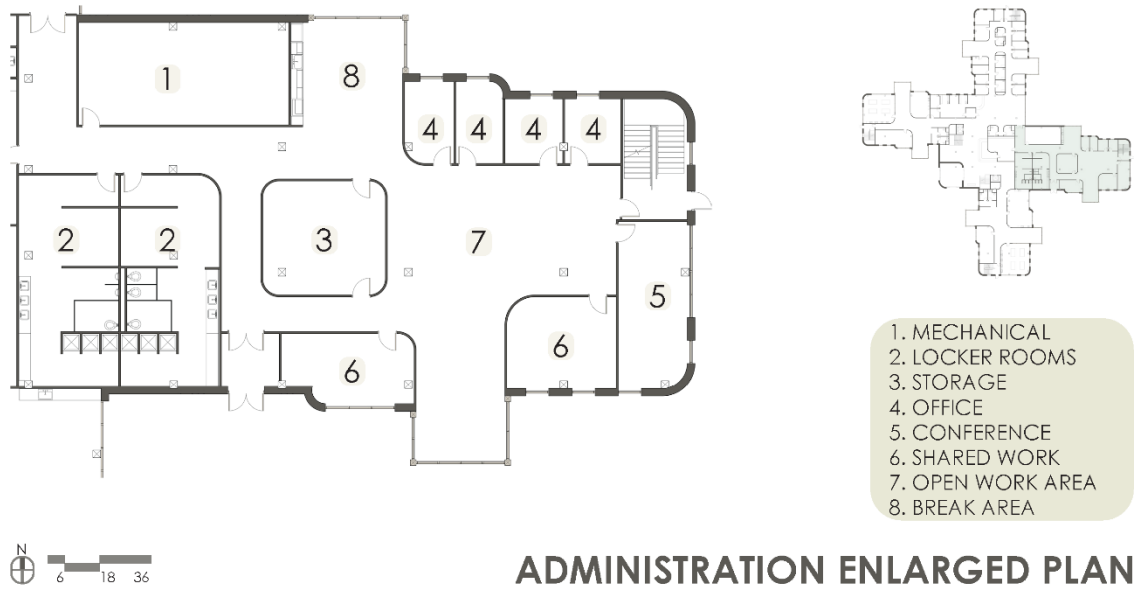 1
8
4 4 4 4
2 2
3
7
5
6
6
1. MECHANICAL
2. LOCKER ROOMS
3. STORAGE
4. OFFICE
5. CONFERENCE
6. SHARED WORK
7. OPEN WORK AREA
8. BREAK AREA
N
6 18 36
ADMINISTRATION ENLARGED PLAN